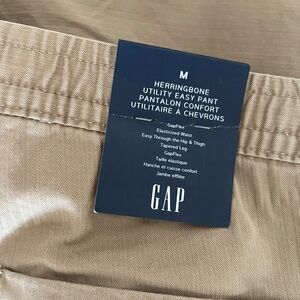 M
HERRINGBONE
UTILITY EASY PANT
PANTALON CONFORT
UTILITAIRE À CHEVRONS
GapFlex
Elasticized Waist
Easy Through the Hip & Thigh
Tapered Leg
GapFlex
Taille élastique
Hanche et cuisse confort
Jambe effilée
GAP